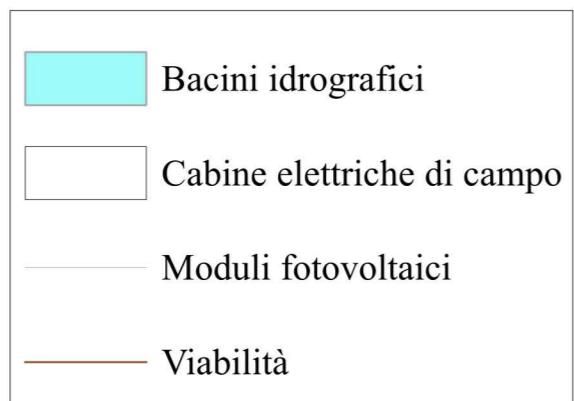 Bacini idrografici
Cabine elettriche di campo
Moduli fotovoltaici
Viabilità